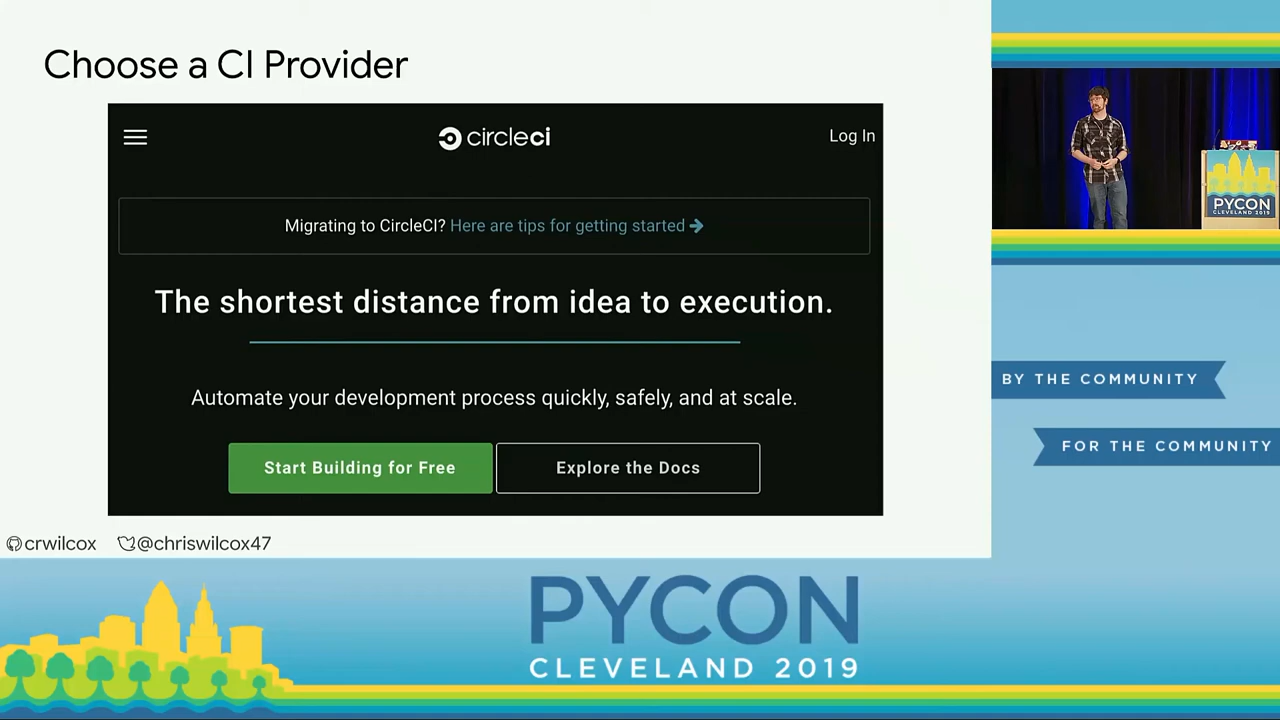 Choose a CI Provider
circleci
Log In
Migrating to CircleCI? Here are tips for getting started
The shortest distance from idea to execution.
Automate your development process quickly, safely, and at scale.
Start Building for Free
Explore the Docs
crwilcox @chriswilcox47
PYCON
CLEVELAND 2019
BY THE COMMUNITY
FOR THE COMMUNITY
PYCON
CLEVELAND 2019